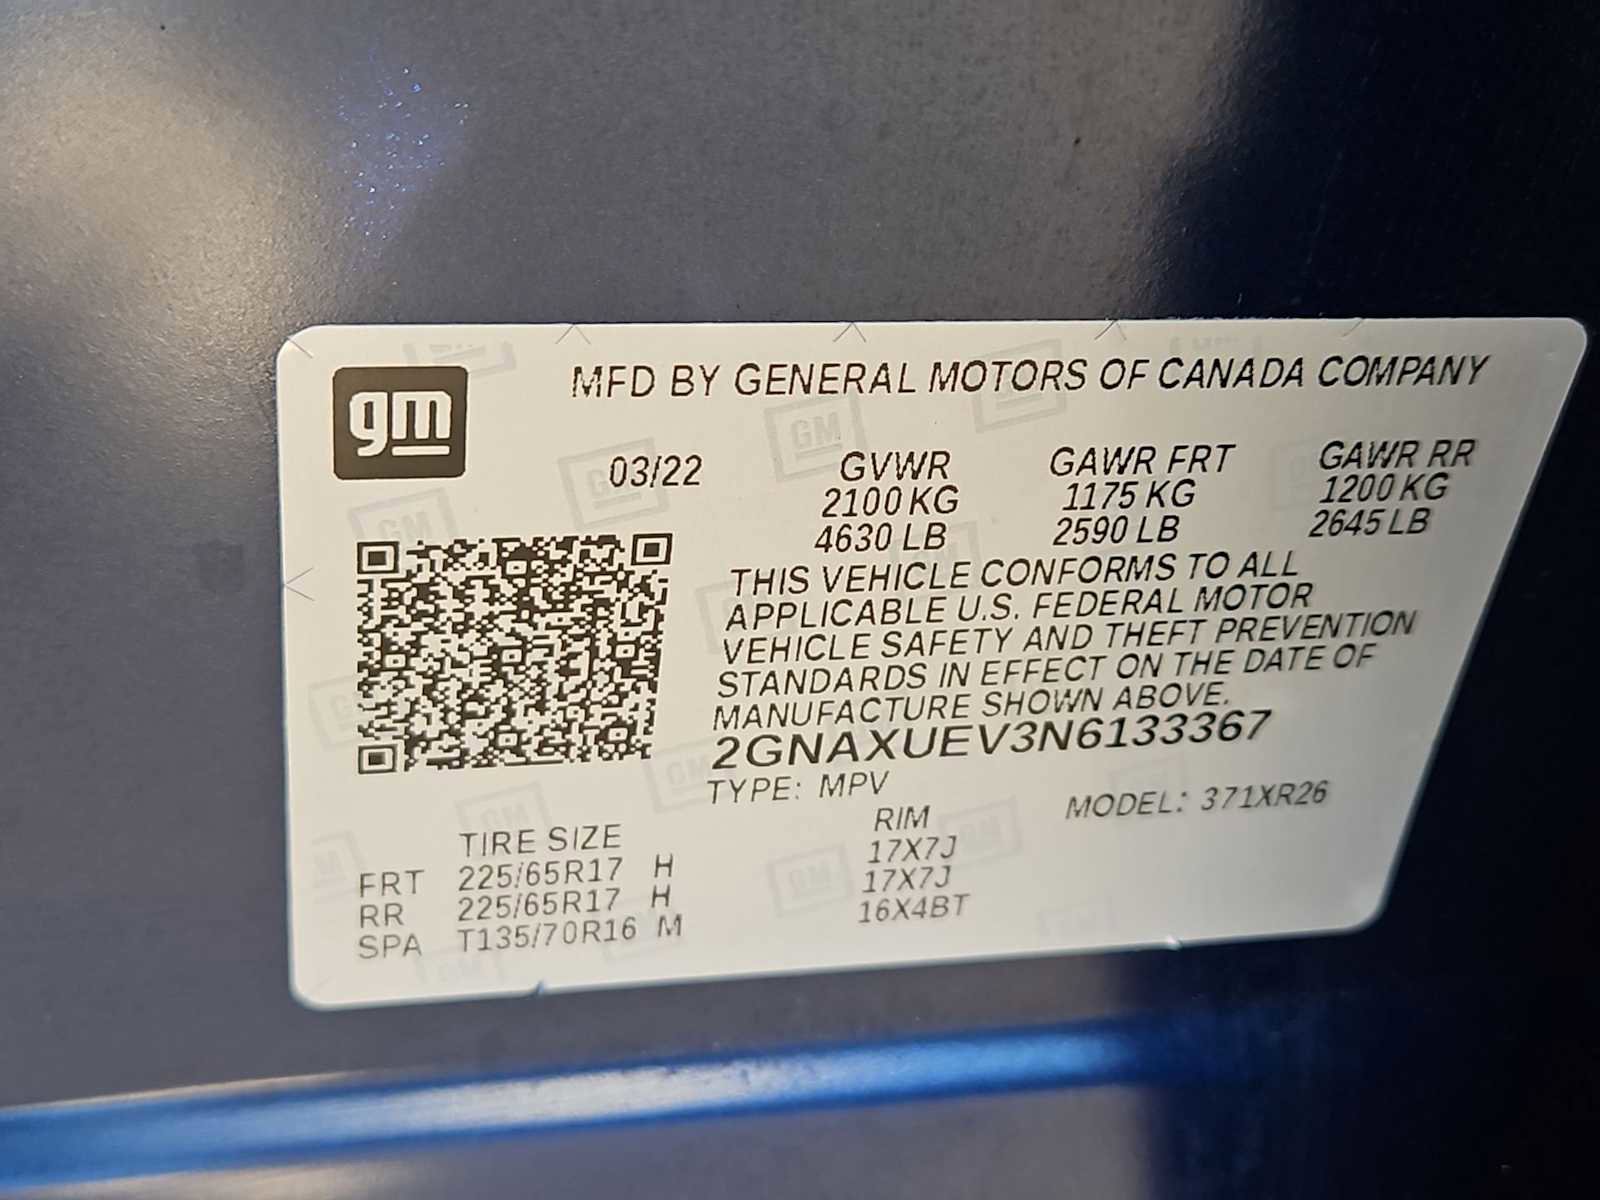 gm
MFD BY GENERAL MOTORS OF CANADA COMPANY
03/22 GVWR GAWR FRT GAWR RR
2100 KG 1175 KG 1200 KG
4630 LB 2590 LB 2645 LB
THIS VEHICLE CONFORMS TO ALL
APPLICABLE U.S. FEDERAL MOTOR
VEHICLE SAFETY AND THEFT PREVENTION
STANDARDS IN EFFECT ON THE DATE OF
MANUFACTURE SHOWN ABOVE.
2GNAXUEV3N6133367
TYPE: MPV MODEL: 371XR26
TIRE SIZE RIM
FRT 225/65R17 H 17X7J
RR 225/65R17 H 17X7J
SPA T135/70R16 M 16X4BT